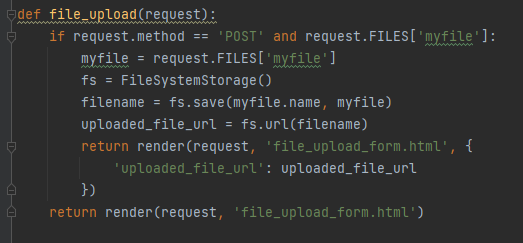 def file_upload(request):
    if request.method == 'POST' and request.FILES['myfile']:
        myfile = request.FILES['myfile']
        fs = FileSystemStorage()
        filename = fs.save(myfile.name, myfile)
        uploaded_file_url = fs.url(filename)
        return render(request, 'file_upload_form.html', {
            'uploaded_file_url': uploaded_file_url
        })
    return render(request, 'file_upload_form.html')